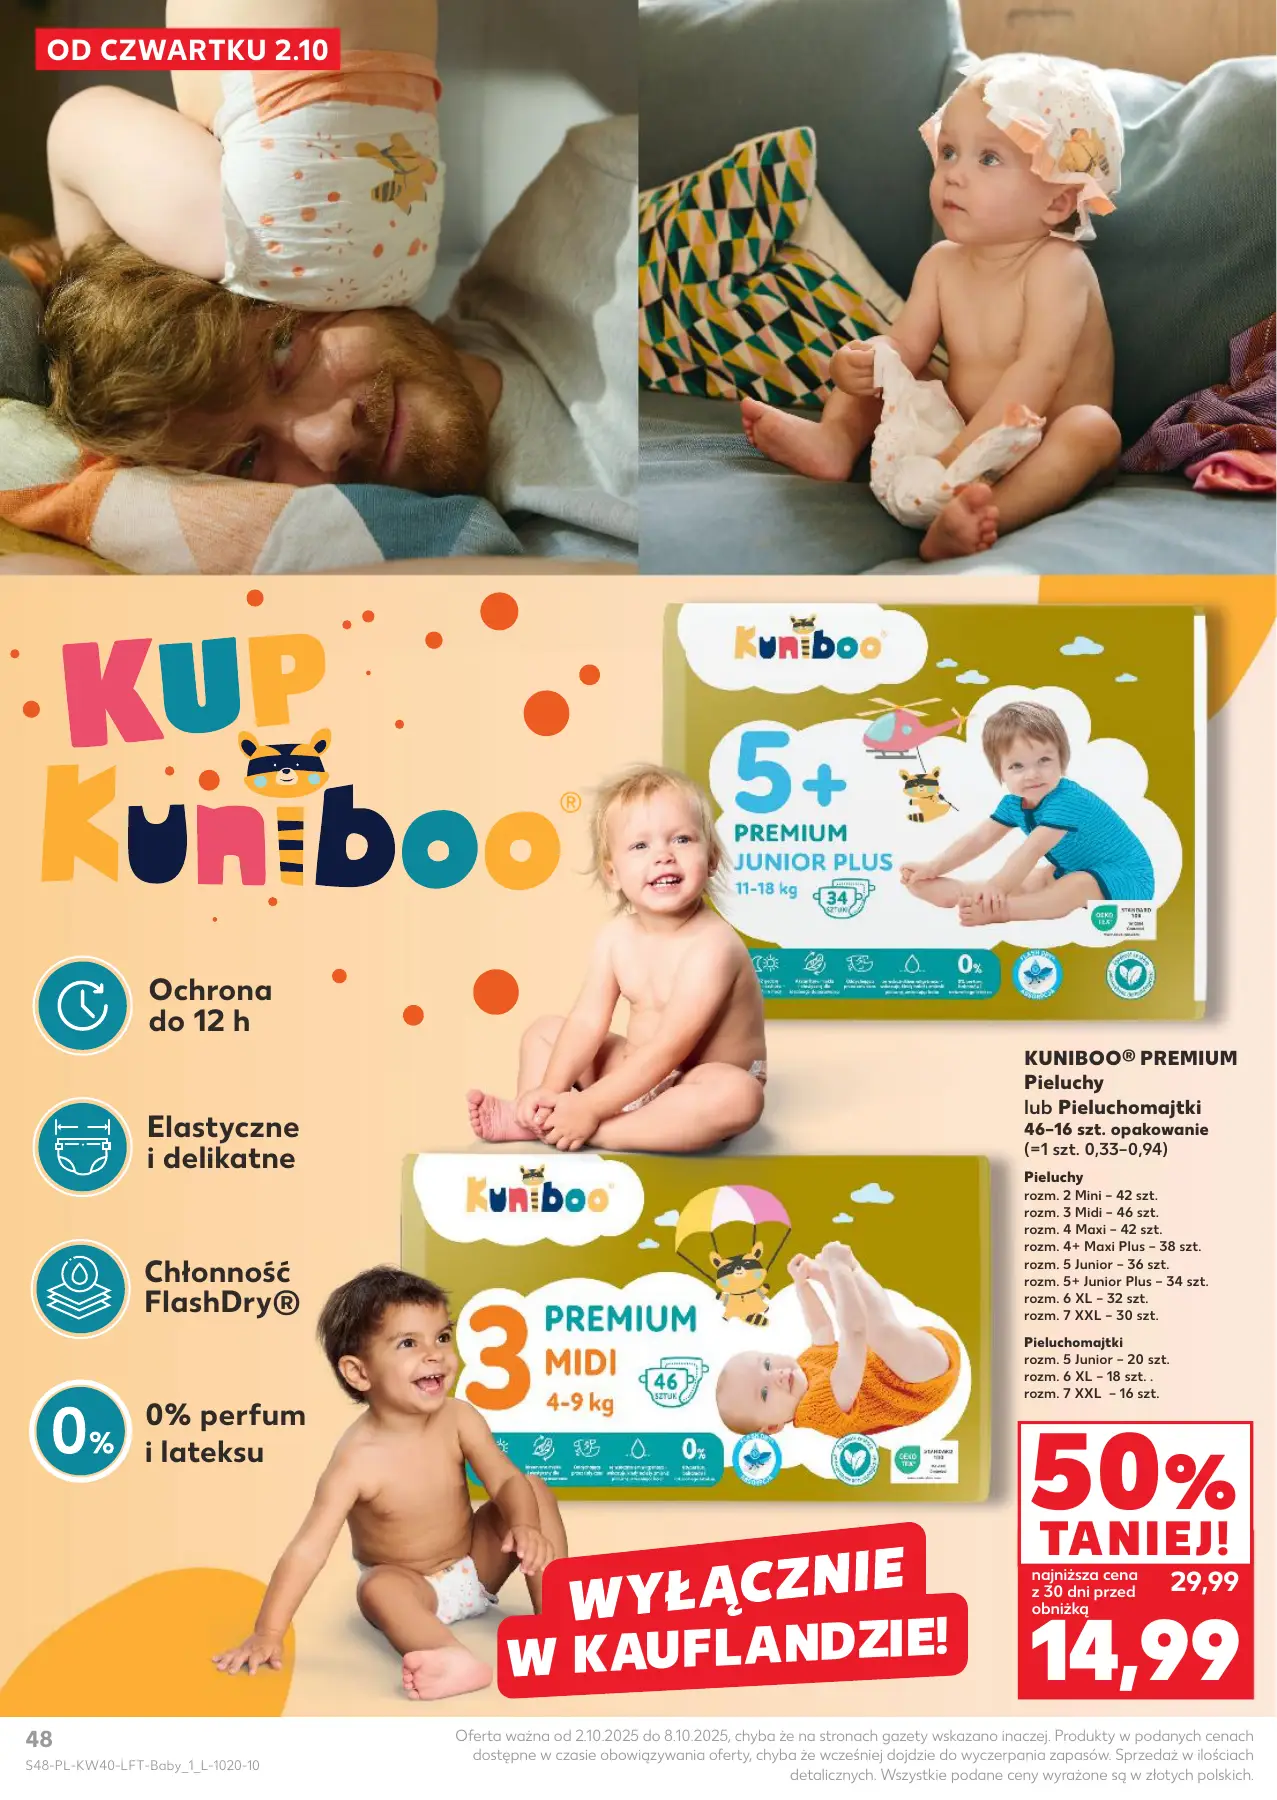 OD CZWARTKU 2.10
KUP
Kuniboo®
Ochrona
do 12 h
Elastyczne
i delikatne
Chłonność
FlashDry®
0%
0% perfum
i lateksu
Kuniboo
5+
PREMIUM
JUNIOR PLUS
11-18 kg
34
SZTUKI
0%
Kuniboo
3
PREMIUM
MIDI
4-9 kg
46
SZTUK
0%
KUNIBOO® PREMIUM
Pieluchy
lub Pieluchomajtki
46–16 szt. opakowanie
(=1 szt. 0,33–0,94)
Pieluchy
rozm. 2 Mini – 42 szt.
rozm. 3 Midi – 46 szt.
rozm. 4 Maxi – 42 szt.
rozm. 4+ Maxi Plus – 38 szt.
rozm. 5 Junior – 36 szt.
rozm. 5+ Junior Plus – 34 szt.
rozm. 6 XL – 32 szt.
rozm. 7 XXL – 30 szt.
Pieluchomajtki
rozm. 5 Junior – 20 szt.
rozm. 6 XL – 18 szt. .
rozm. 7 XXL – 16 szt.
50%
TANIEJ!
najniższa cena
z 30 dni przed
obniżką
29,99
14,99
WYŁĄCZNIE
W KAUFLANDZIE!
48
S48-PL-KW40-LFT-Baby_1_L-1020-10
Oferta ważna od 2.10.2025 do 8.10.2025, chyba że na stronach gazety wskazano inaczej. Produkty w podanych cenach
dostępne w czasie obowiązywania oferty, chyba że wcześniej dojdzie do wyczerpania zapasów. Sprzedaż w ilościach
detalicznych. Wszystkie podane ceny wyrażone są w złotych polskich.